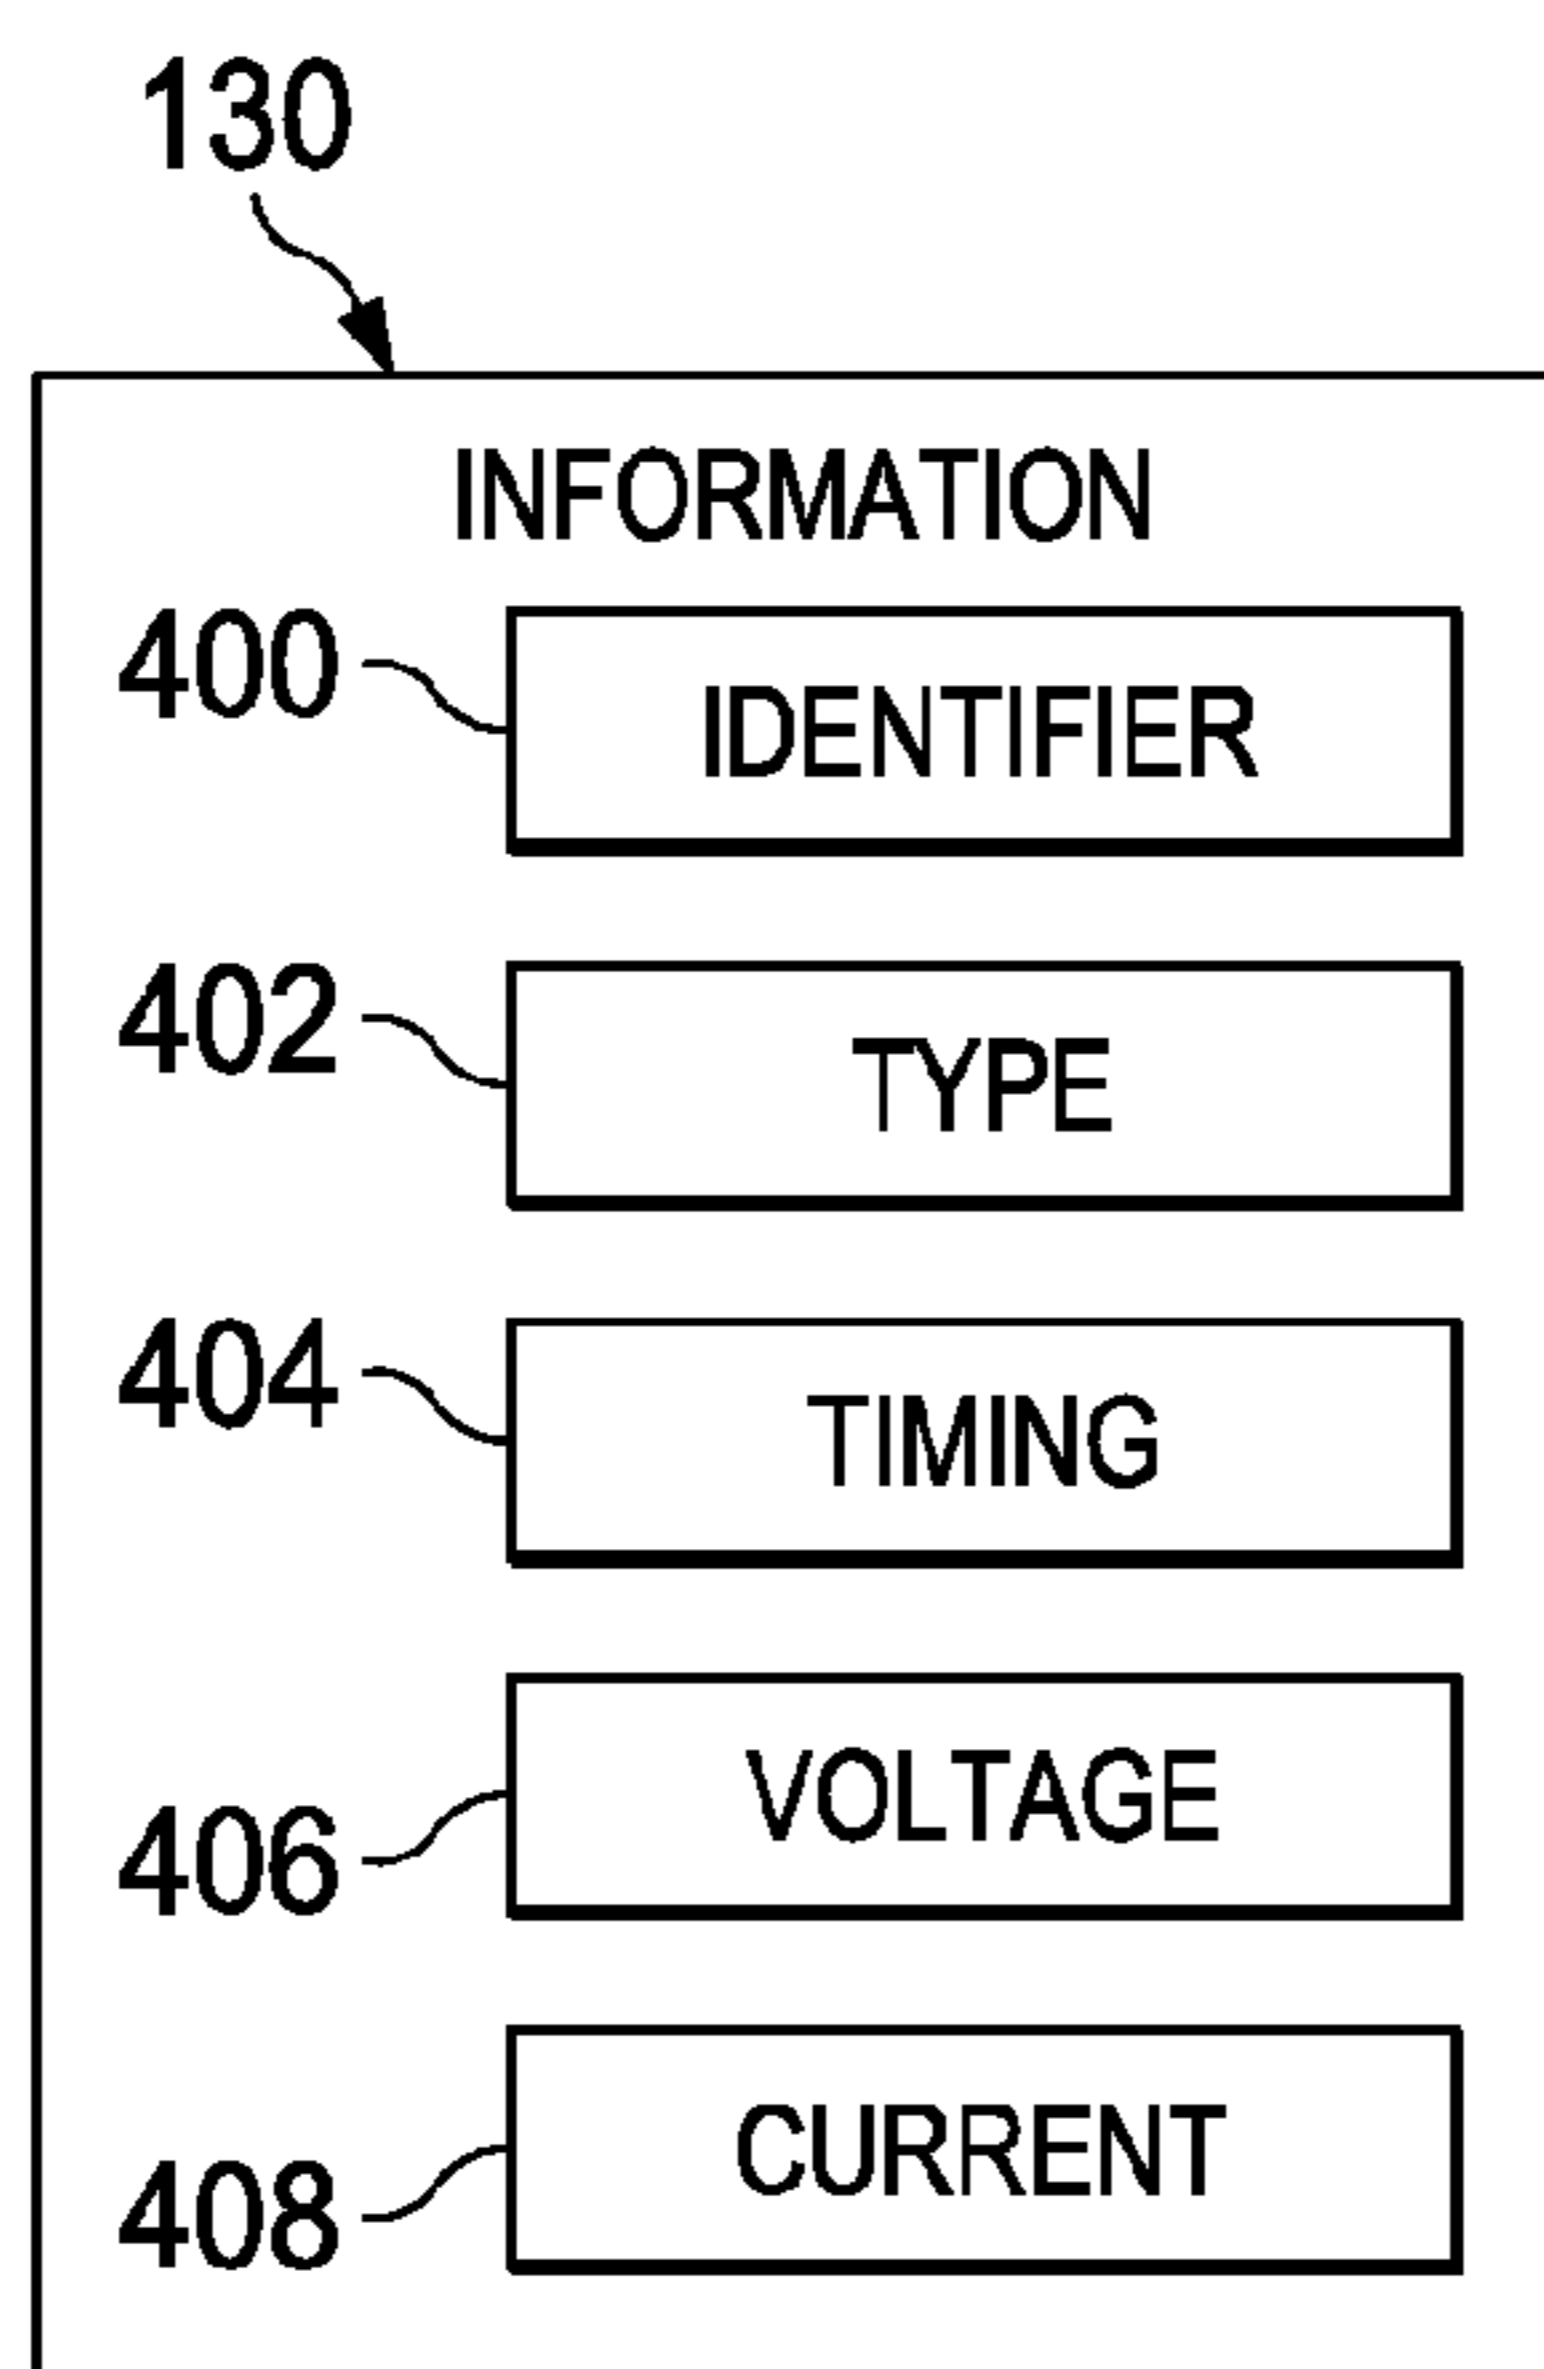 130
INFORMATION
400 IDENTIFIER
402 TYPE
404 TIMING
406 VOLTAGE
408 CURRENT